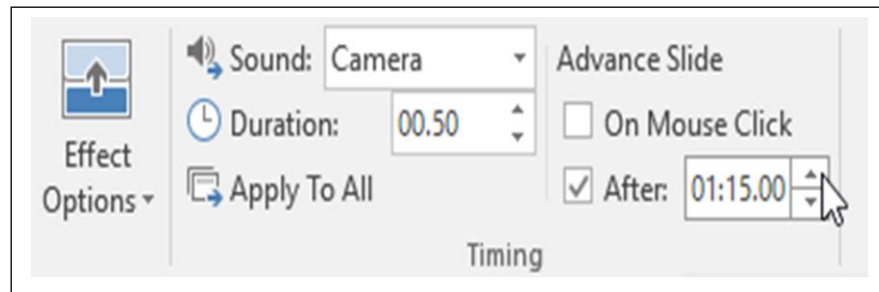 Effect
Options
Sound: Camera
Duration: 00.50
Apply To All
Advance Slide
On Mouse Click
After: 01:15.00
Timing